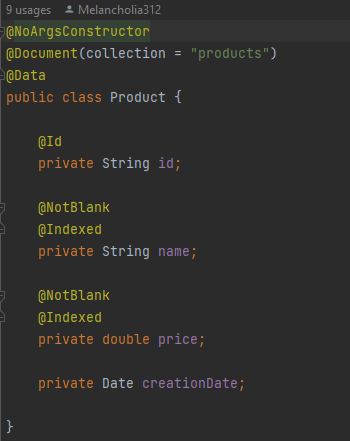 9 usages Melancholia312
@NoArgsConstructor
@Document(collection = "products")
@Data
public class Product {
@Id
private String id;
@NotBlank
@Indexed
private String name;
@NotBlank
@Indexed
private double price;
private Date creationDate;
}